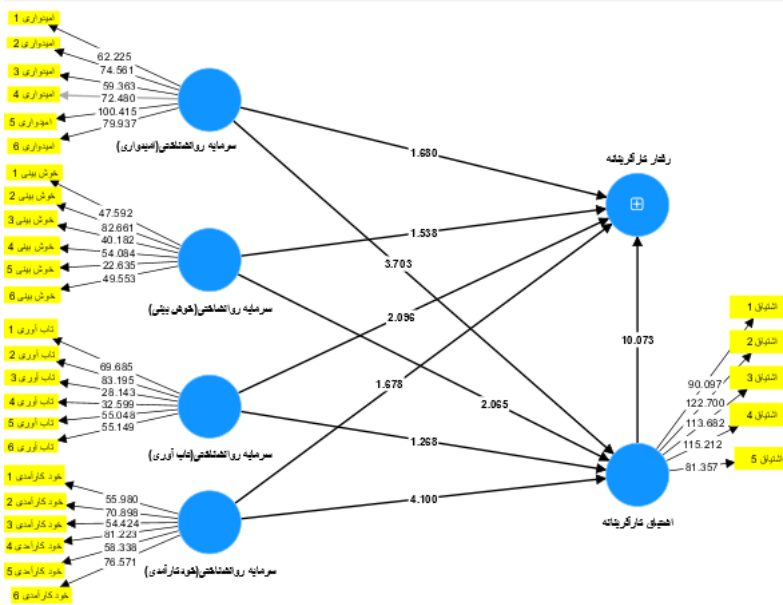 امیدواری 1
امیدواری 2
امیدواری 3
امیدواری 4
امیدواری 5
امیدواری 6
62.225
74.561
59.363
72.480
100.415
79.937
سرمایه روانشناختی(امیدواری)
خوش بینی 1
خوش بینی 2
خوش بینی 3
خوش بینی 4
خوش بینی 5
خوش بینی 6
47.592
82.661
40.182
54.084
22.635
49.553
سرمایه روانشناختی(خوش بینی)
تاب آوری 1
تاب آوری 2
تاب آوری 3
تاب آوری 4
تاب آوری 5
تاب آوری 6
69.685
83.195
28.143
32.599
55.048
55.149
سرمایه روانشناختی(تاب آوری)
خود کارآمدی 1
خود کارآمدی 2
خود کارآمدی 3
خود کارآمدی 4
خود کارآمدی 5
خود کارآمدی 6
55.980
70.898
54.424
81.223
58.338
76.571
سرمایه روانشناختی(خودکارآمدی)
1.680
1.538
3.703
2.096
1.678
2.065
1.268
4.100
10.073
رفتار کارآفرینانه
اشتیاق کارآفرینانه
اشتیاق 1
اشتیاق 2
اشتیاق 3
اشتیاق 4
اشتیاق 5
90.097
122.700
113.682
115.212
81.357